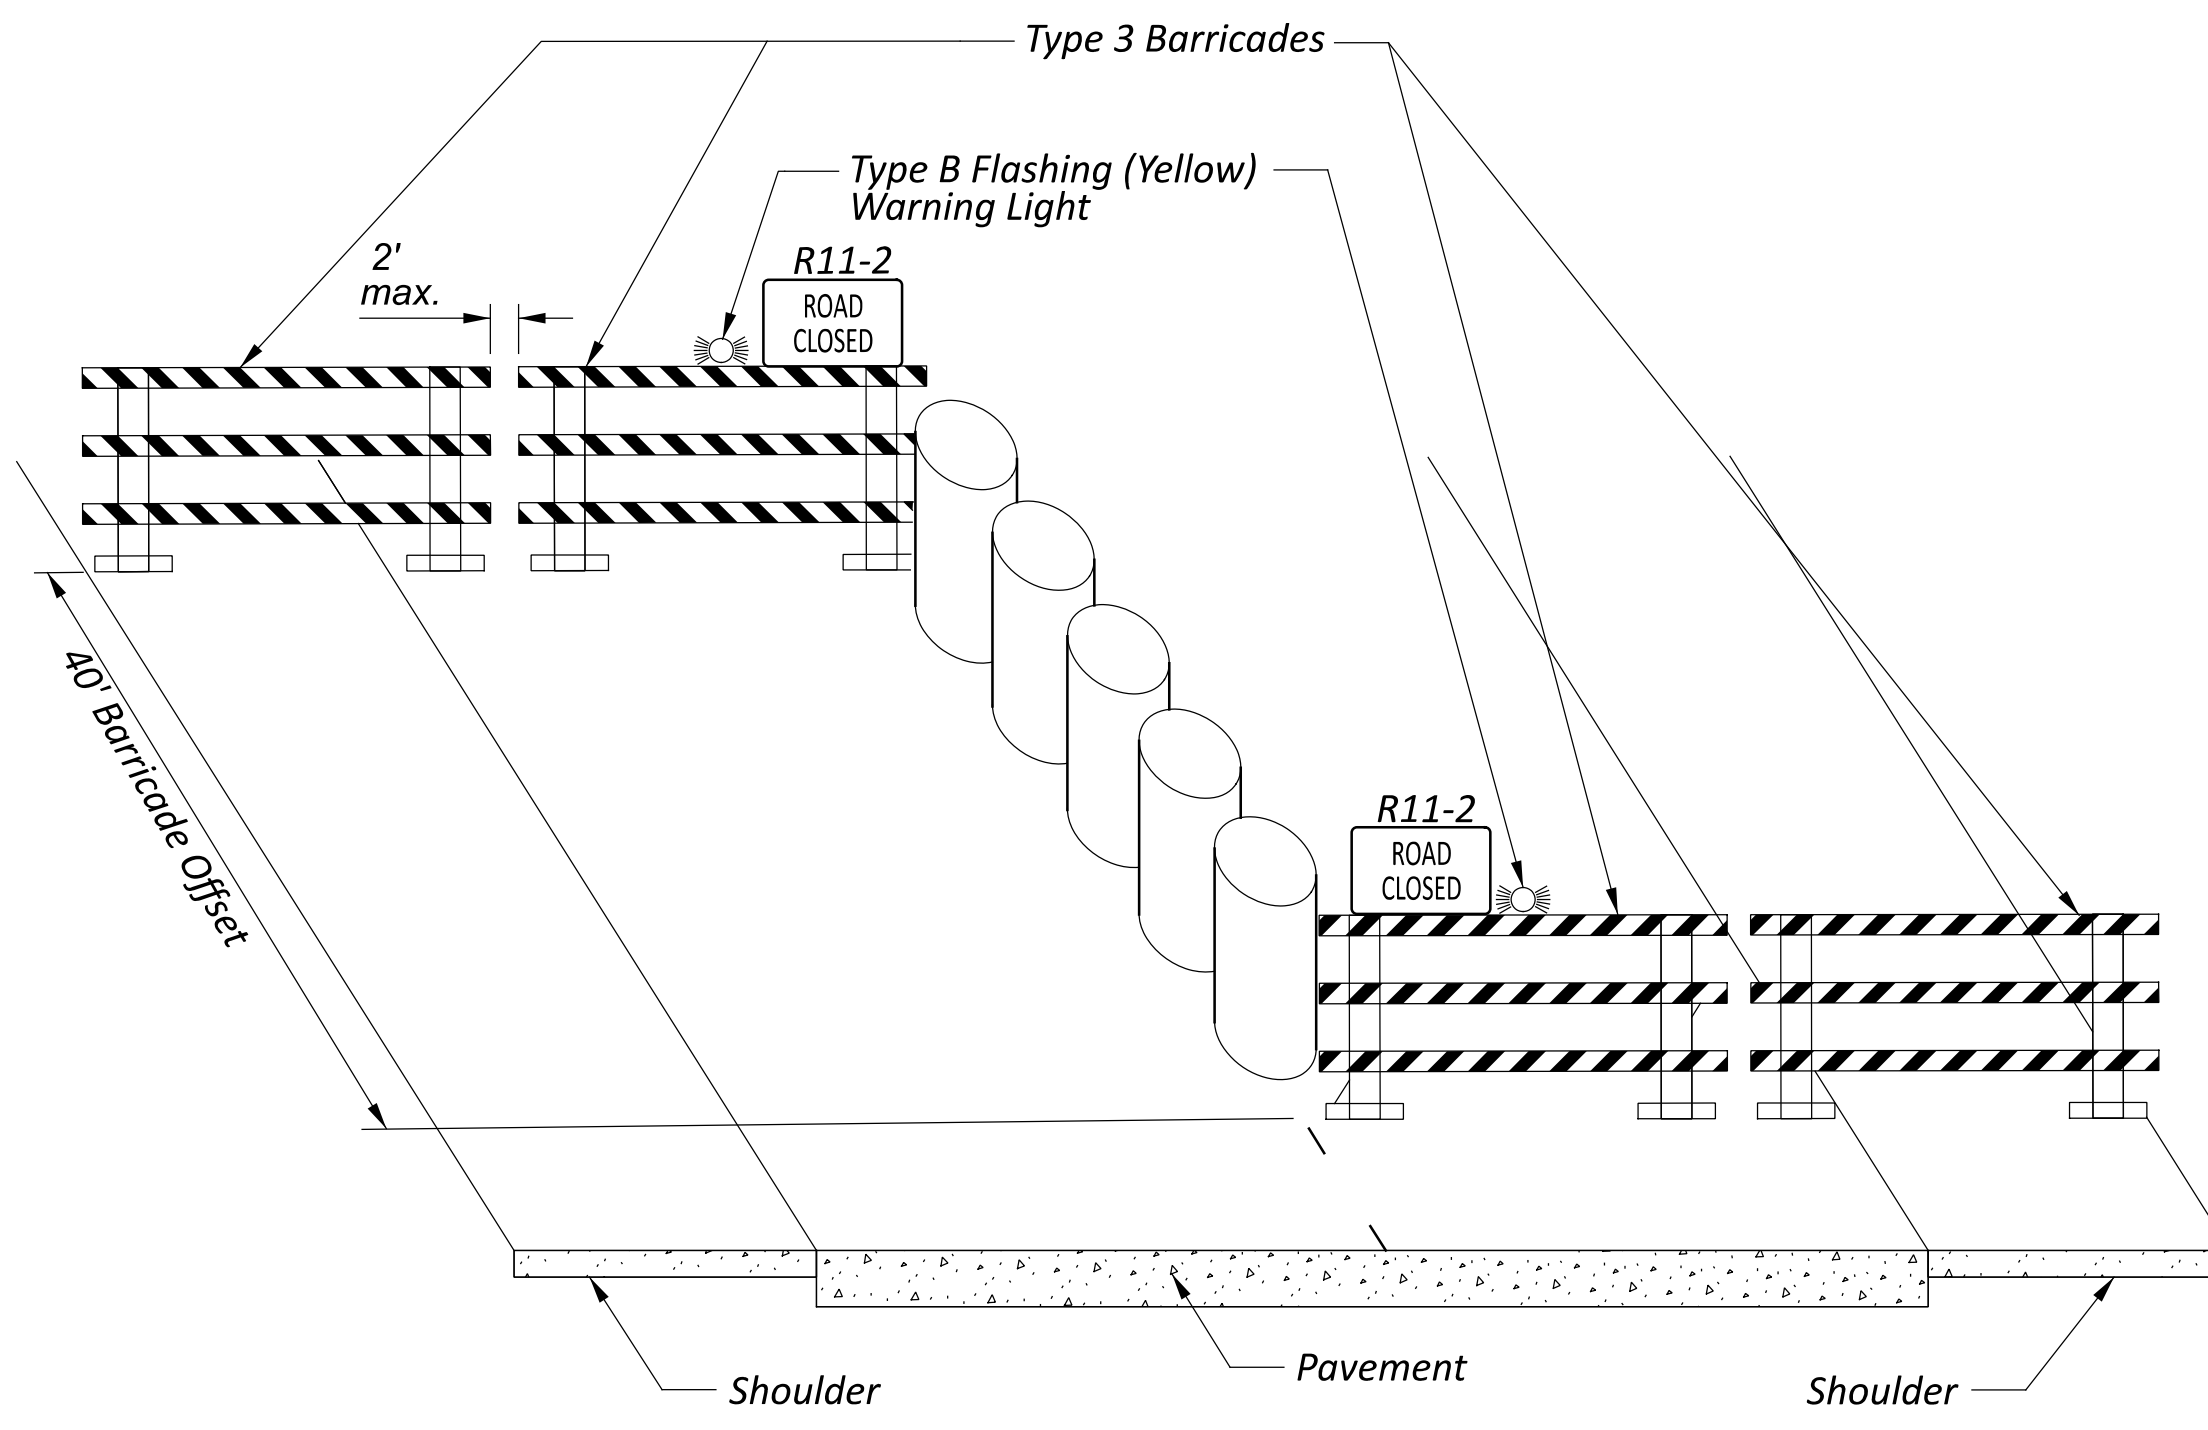 Type 3 Barricades
Type B Flashing (Yellow)
Warning Light
2'
max.
R11-2
ROAD
CLOSED
40' Barricade Offset
R11-2
ROAD
CLOSED
Pavement
Shoulder
Shoulder